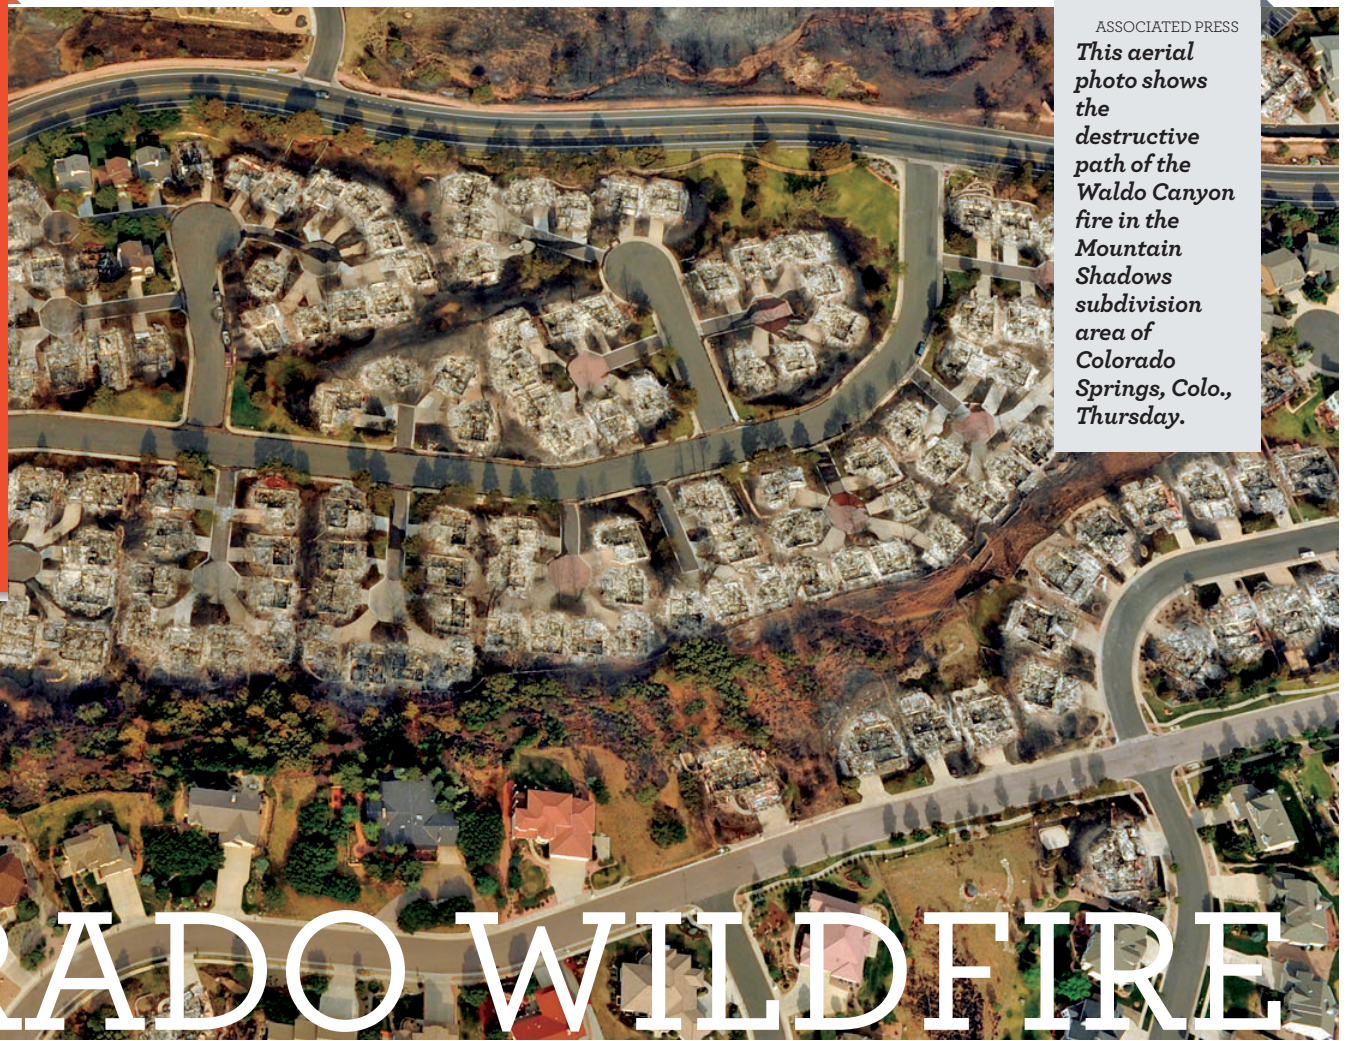 ASSOCIATED PRESS
This aerial
photo shows
the
destructive
path of the
Waldo Canyon
fire in the
Mountain
Shadows
subdivision
area of
Colorado
Springs, Colo.,
Thursday.
RADO WILDFIRE